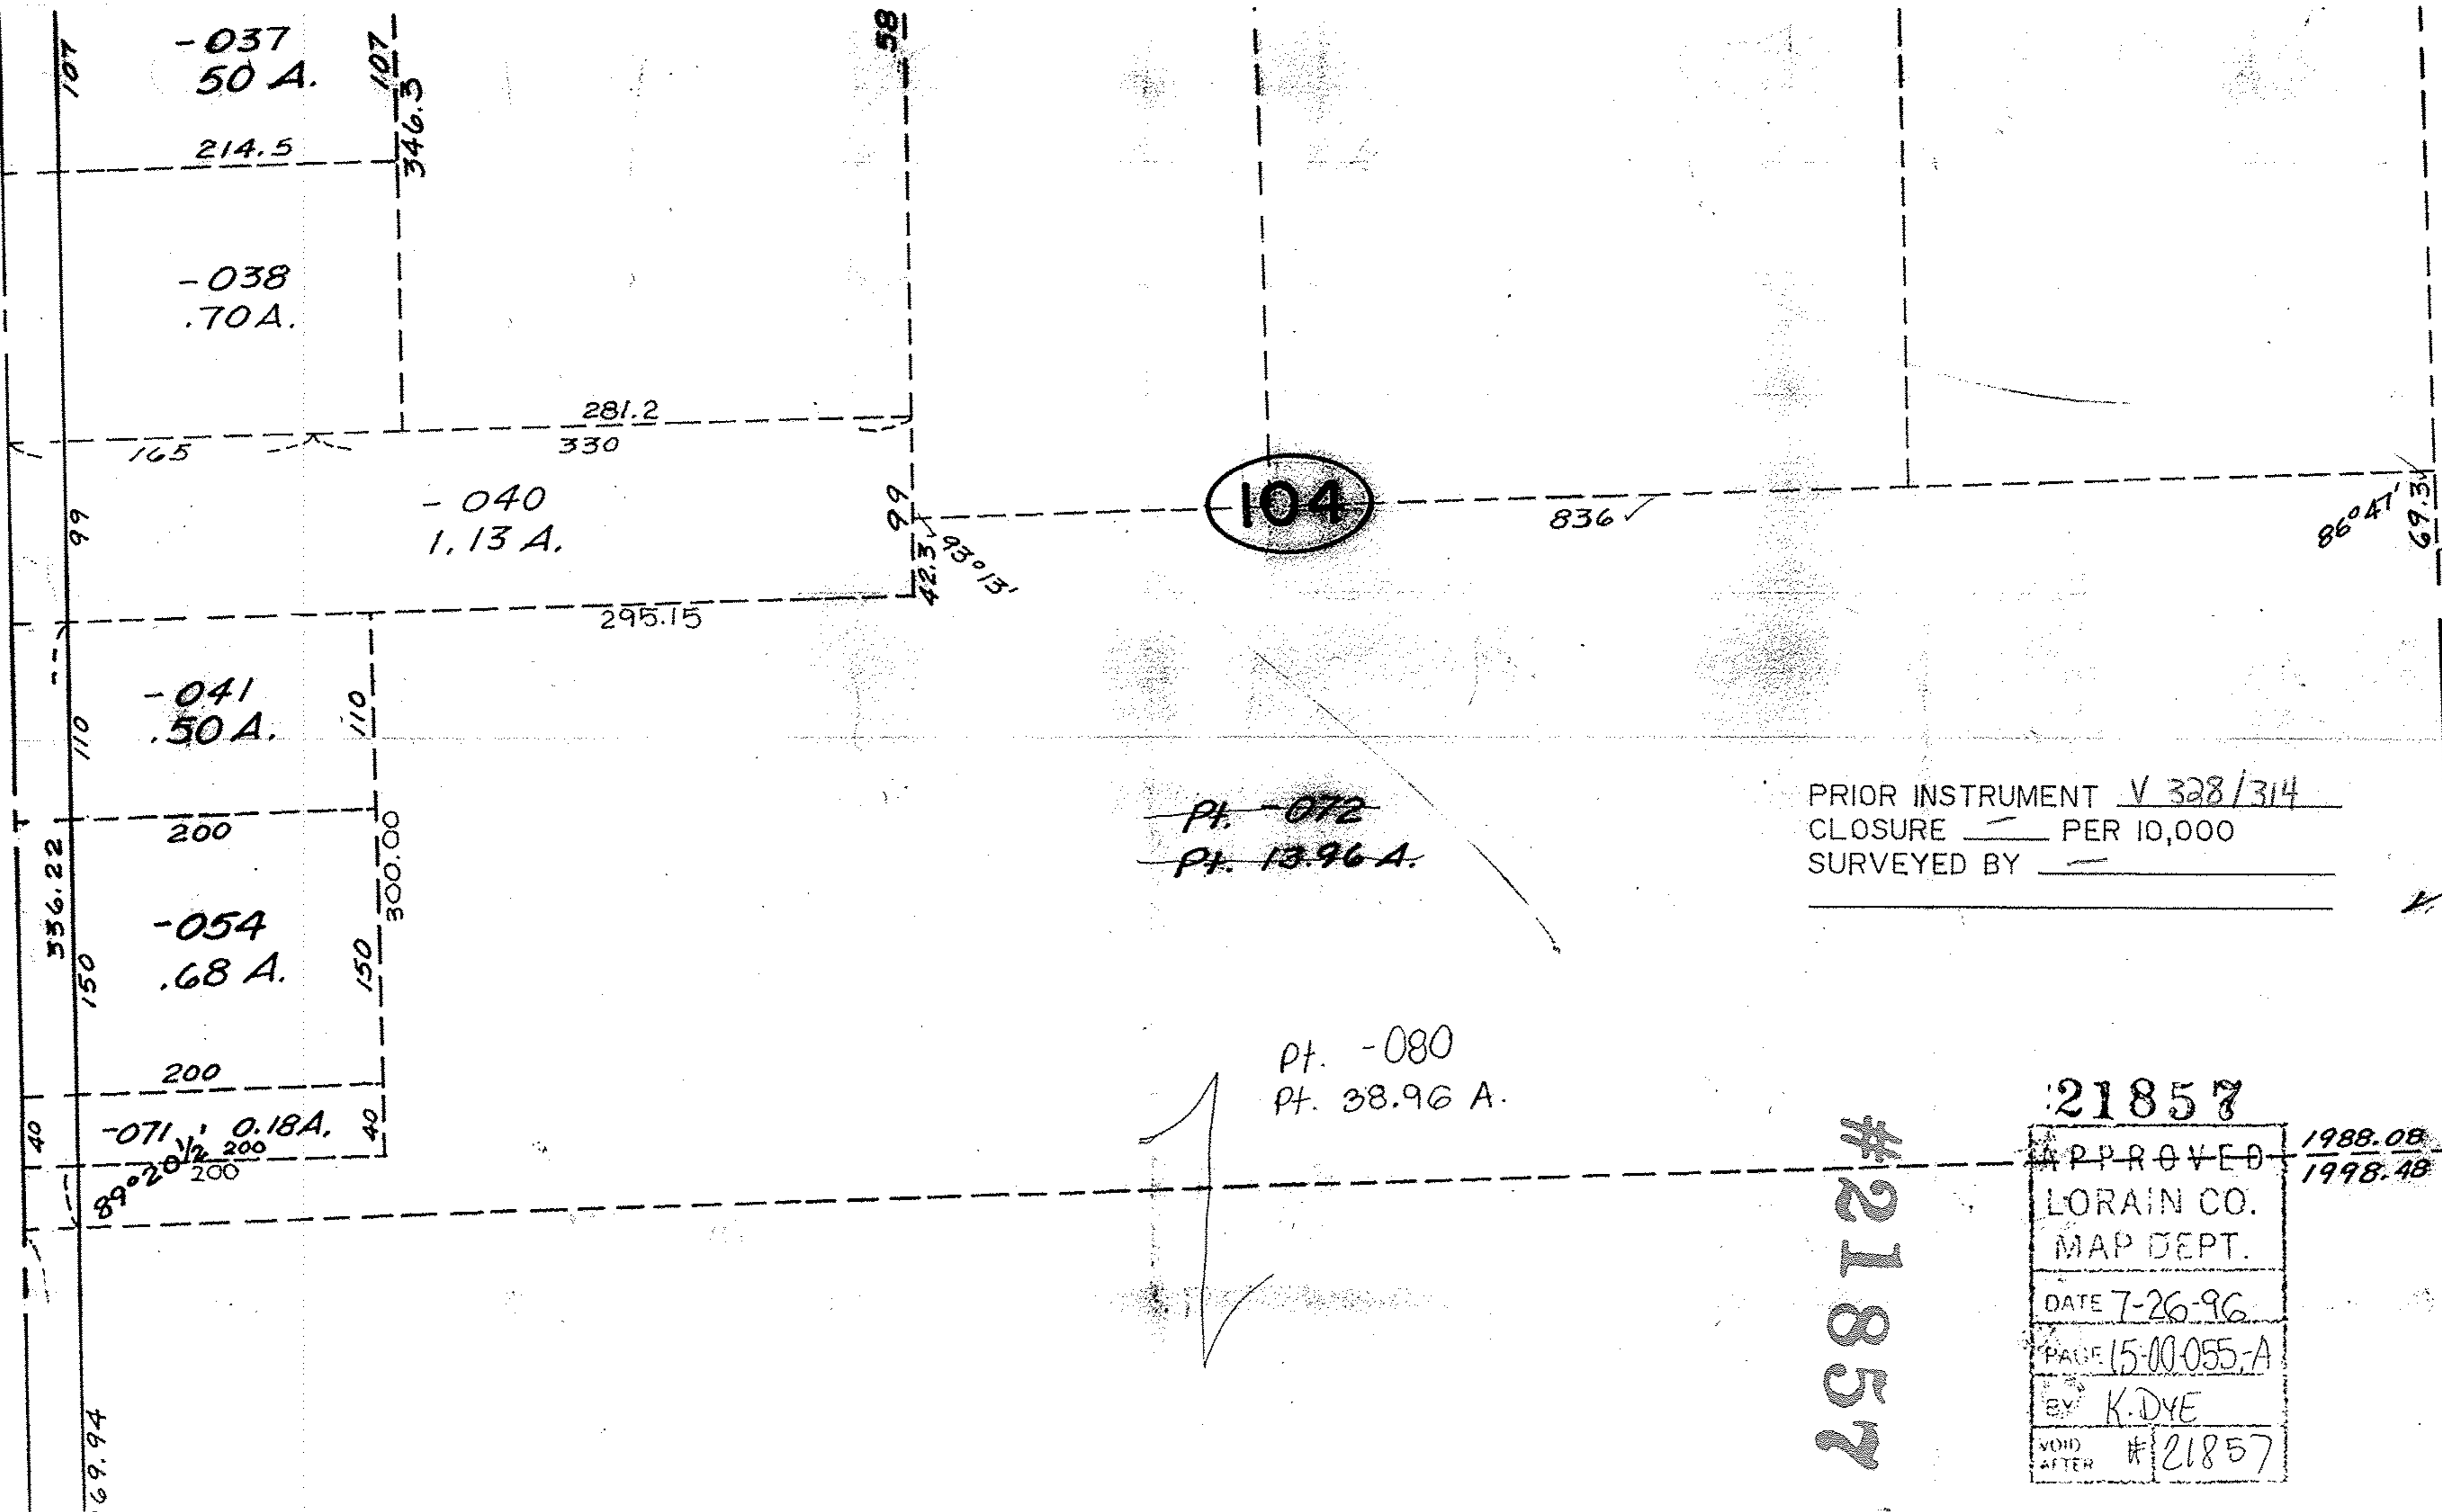 -037
50 A.
107
107
346.3
58
214.5
-038
.70 A.
281.2
165
330
-040
1.13 A.
99
99
104
836
86°47'
69.3
42.3
93°13'
295.15
-041
.50 A.
110
110
200
300.00
336.22
-054
.68 A.
150
150
200
40
-071
0.18 A.
40
89°20½'
200
200
Pt. -072
Pt. 13.96 A.
PRIOR INSTRUMENT V 328/314
CLOSURE — PER 10,000
SURVEYED BY —
Pt. -080
Pt. 38.96 A.
#21857
21857
APPROVED
LORAIN CO.
MAP DEPT.
DATE 7-26-96
PAGE 15-00-055-A
BY K. DYE
VOID AFTER # 21857
1988.08
1998.48
69.94